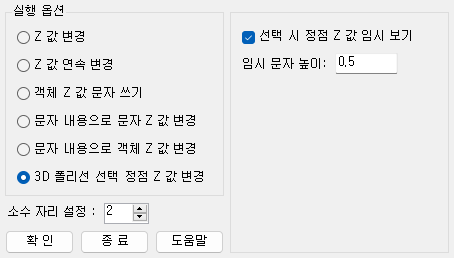 실행 옵션
Z 값 변경
Z 값 연속 변경
객체 Z 값 문자 쓰기
문자 내용으로 문자 Z 값 변경
문자 내용으로 객체 Z 값 변경
3D 폴리선 선택 정점 Z 값 변경
소수 자리 설정 : 2
확 인 종 료 도움말
선택 시 정점 Z 값 임시 보기
임시 문자 높이: 0.5